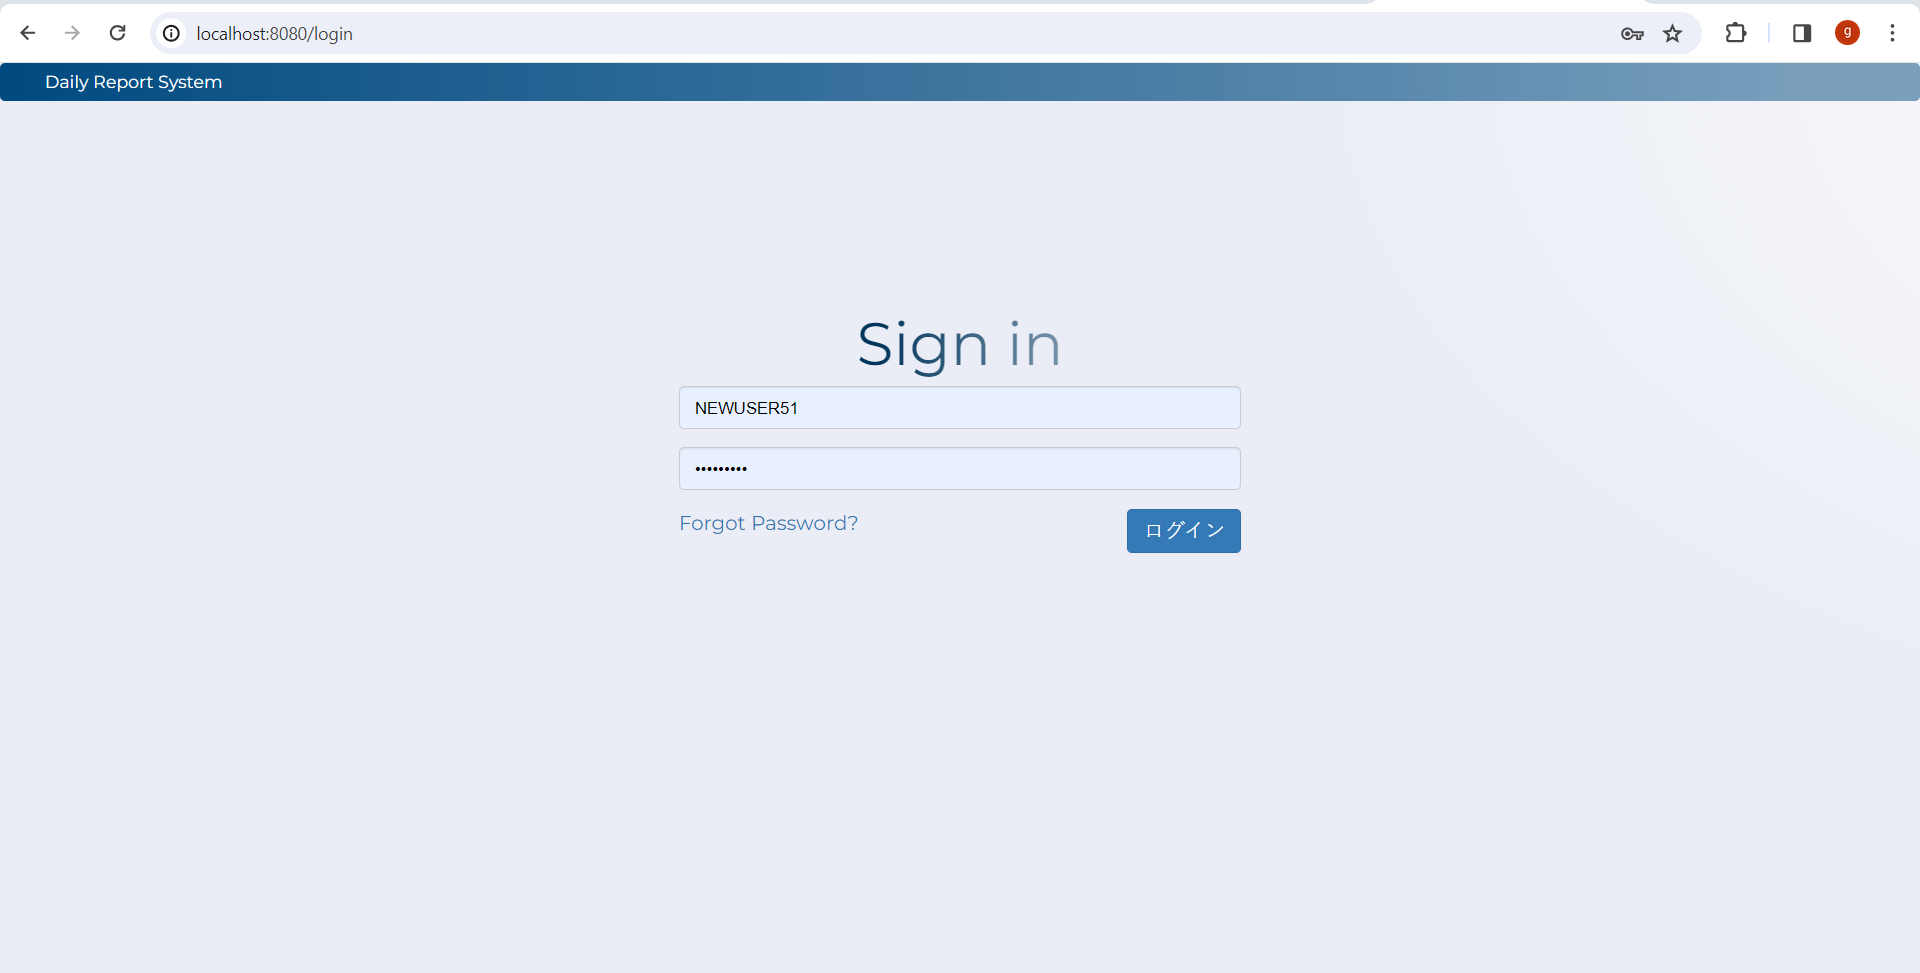 localhost:8080/login
g
Daily Report System
Sign in
NEWUSER51
•••••••••
Forgot Password?
ログイン